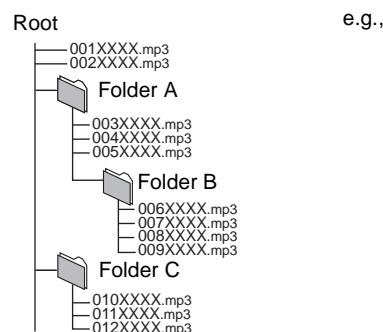 Root
e.g.,
001XXXX.mp3
002XXXX.mp3
Folder A
003XXXX.mp3
004XXXX.mp3
005XXXX.mp3
Folder B
006XXXX.mp3
007XXXX.mp3
008XXXX.mp3
009XXXX.mp3
Folder C
010XXXX.mp3
011XXXX.mp3
012XXXX.mp3